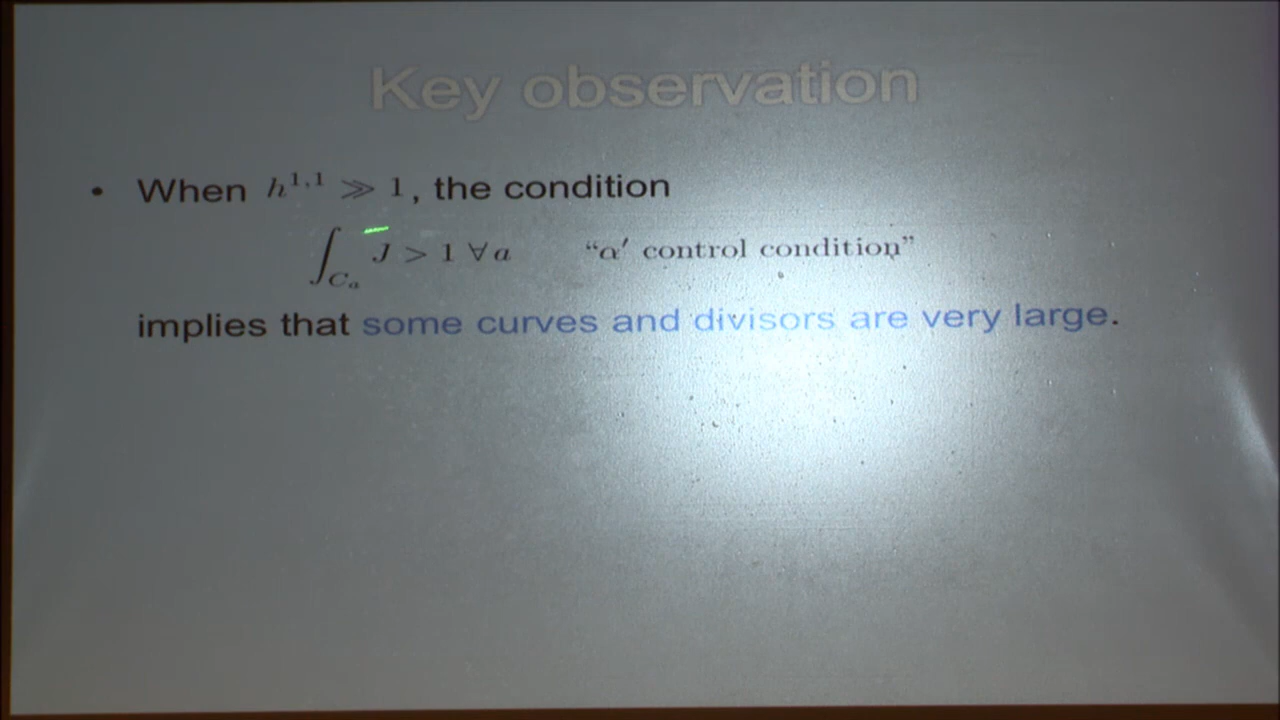 Key observation
• When h^{1,1} ≫ 1, the condition
∫_{C_a} J > 1 ∀ a “α′ control condition”
implies that some curves and divisors are very large.